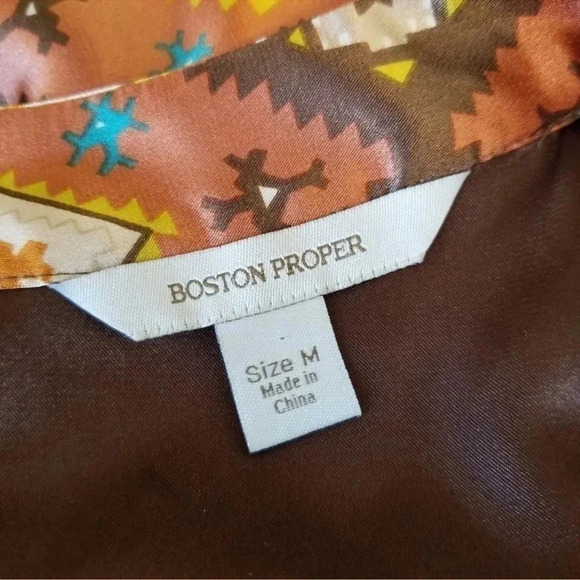 BOSTON PROPER
Size M
Made in
China